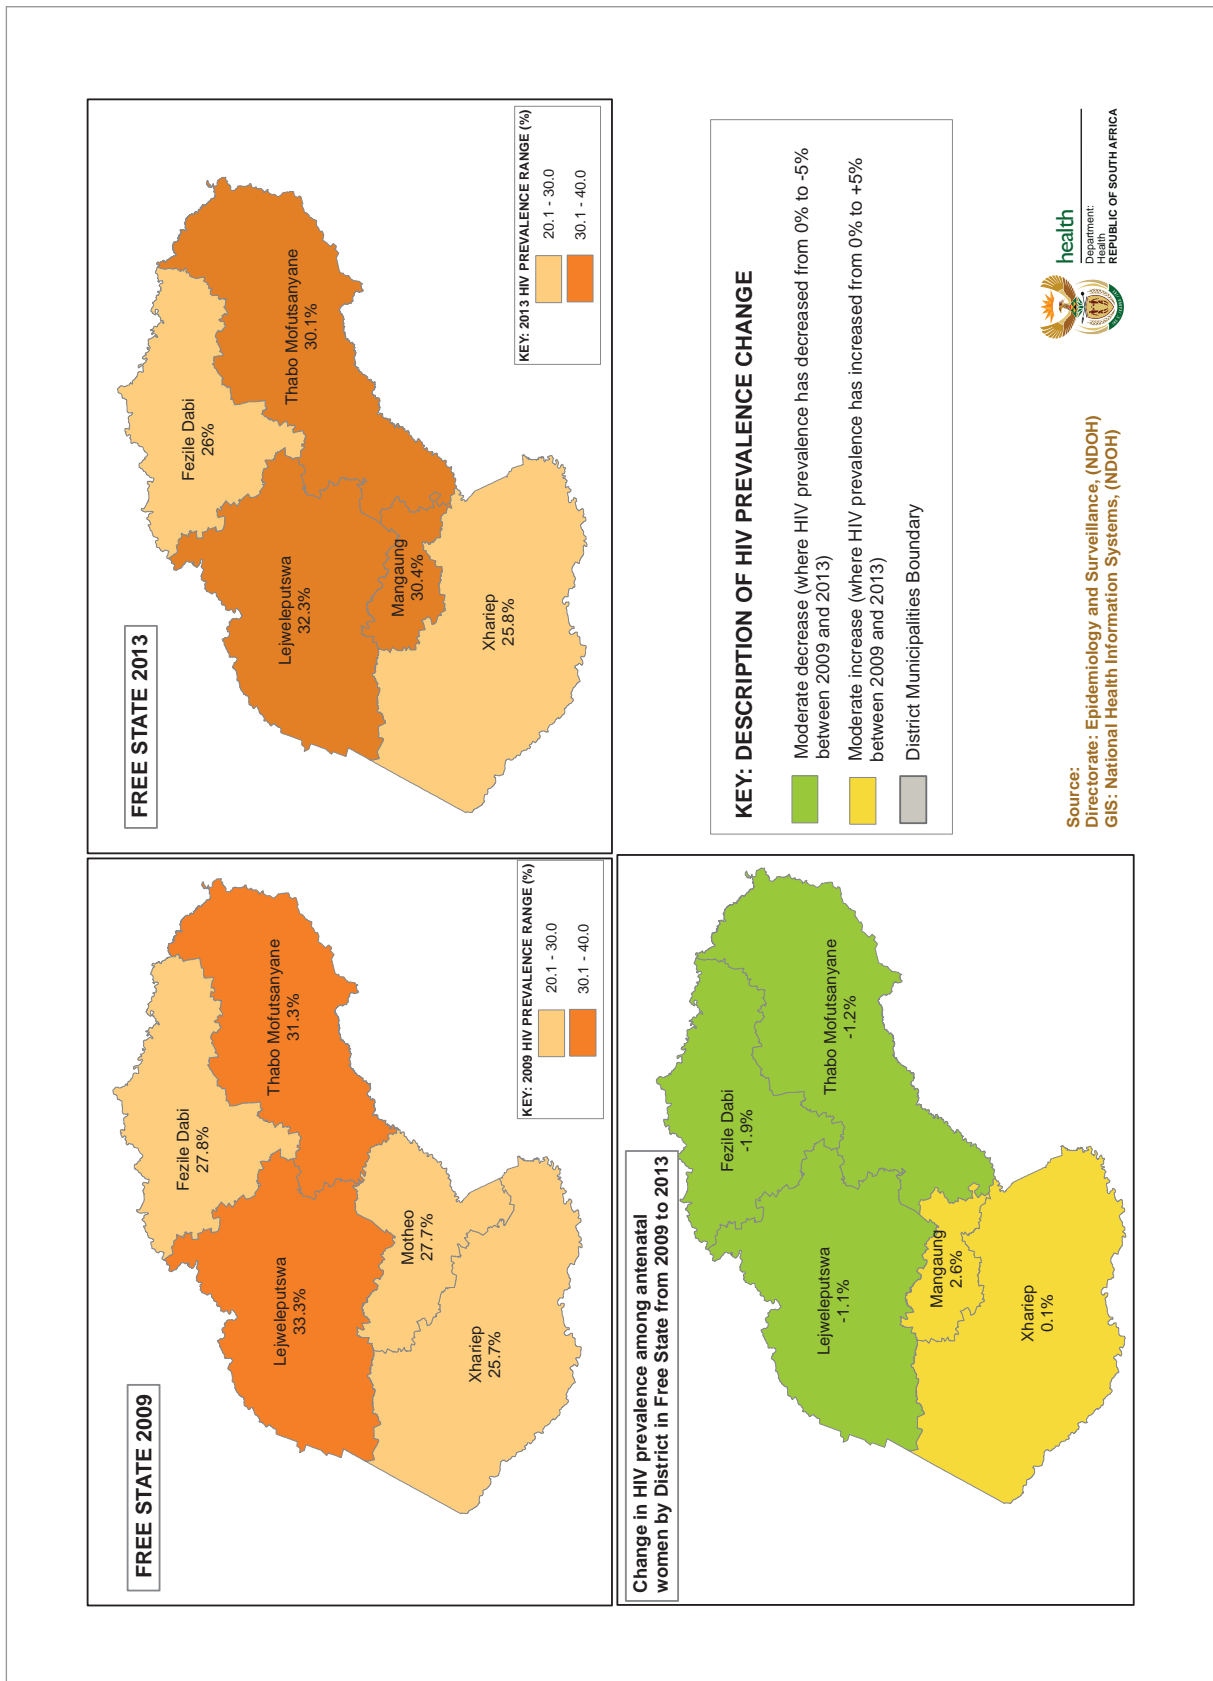 FREE STATE 2009
Fezile Dabi
27.8%
Thabo Mofutsanyane
31.3%
Lejweleputswa
33.3%
Motheo
27.7%
Xhariep
25.7%
KEY: 2009 HIV PREVALENCE RANGE (%)
20.1 - 30.0
30.1 - 40.0
FREE STATE 2013
Fezile Dabi
26%
Thabo Mofutsanyane
30.1%
Lejweleputswa
32.3%
Mangaung
30.4%
Xhariep
25.8%
KEY: 2013 HIV PREVALENCE RANGE (%)
20.1 - 30.0
30.1 - 40.0
Change in HIV prevalence among antenatal
women by District in Free State from 2009 to 2013
Fezile Dabi
-1.9%
Thabo Mofutsanyane
-1.2%
Lejweleputswa
-1.1%
Mangaung
2.6%
Xhariep
0.1%
KEY: DESCRIPTION OF HIV PREVALENCE CHANGE
Moderate decrease (where HIV prevalence has decreased from 0% to -5%
between 2009 and 2013)
Moderate increase (where HIV prevalence has increased from 0% to +5%
between 2009 and 2013)
District Municipalities Boundary
Source:
Directorate: Epidemiology and Surveillance, (NDOH)
GIS: National Health Information Systems, (NDOH)
health
Department:
Health
REPUBLIC OF SOUTH AFRICA